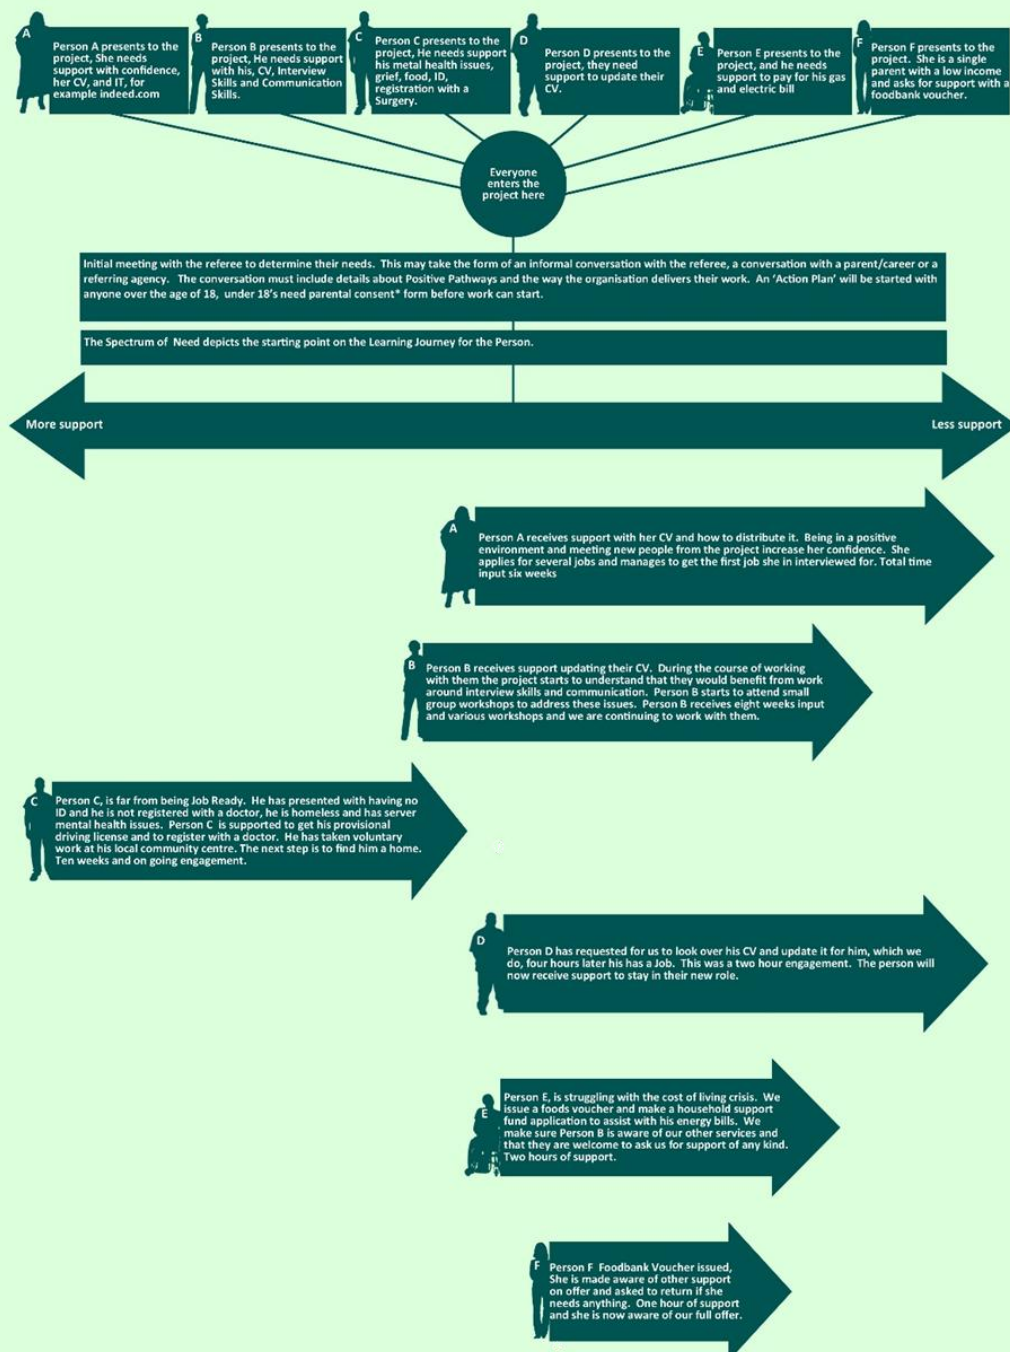 A
Person A presents to the
project, She needs
support with confidence,
her CV, and IT, for
example indeed.com
B
Person B presents to the
project, He needs support
with his, CV, Interview
Skills and Communication
Skills.
C
Person C presents to the
project, He needs support
his metal health issues,
grief, food, ID,
registration with a
Surgery.
D
Person D presents to the
project, they need
support to update their
CV.
E
Person E presents to the
project, and he needs
support to pay for his gas
and electric bill
F
Person F presents to the
project. She is a single
parent with a low income
and asks for support with a
foodbank voucher.
Everyone
enters the
project here
Initial meeting with the referee to determine their needs. This may take the form of an informal conversation with the referee, a conversation with a parent/career or a
referring agency. The conversation must include details about Positive Pathways and the way the organisation delivers their work. An 'Action Plan' will be started with
anyone over the age of 18, under 18's need parental consent* form before work can start.
The Spectrum of Need depicts the starting point on the Learning Journey for the Person.
More support
Less support
A
Person A receives support with her CV and how to distribute it. Being in a positive
environment and meeting new people from the project increase her confidence. She
applies for several jobs and manages to get the first job she in interviewed for. Total time
input six weeks
B
Person B receives support updating their CV. During the course of working
with them the project starts to understand that they would benefit from work
around interview skills and communication. Person B starts to attend small
group workshops to address these issues. Person B receives eight weeks input
and various workshops and we are continuing to work with them.
C
Person C, is far from being Job Ready. He has presented with having no
ID and he is not registered with a doctor, he is homeless and has server
mental health issues. Person C is supported to get his provisional
driving license and to register with a doctor. He has taken voluntary
work at his local community centre. The next step is to find him a home.
Ten weeks and on going engagement.
D
Person D has requested for us to look over his CV and update it for him, which we
do, four hours later his has a Job. This was a two hour engagement. The person will
now receive support to stay in their new role.
E
Person E, is struggling with the cost of living crisis. We
issue a foods voucher and make a household support
fund application to assist with his energy bills. We
make sure Person B is aware of our other services and
that they are welcome to ask us for support of any kind.
Two hours of support.
F
Person F Foodbank Voucher issued,
She is made aware of other support
on offer and asked to return if she
needs anything. One hour of support
and she is now aware of our full offer.